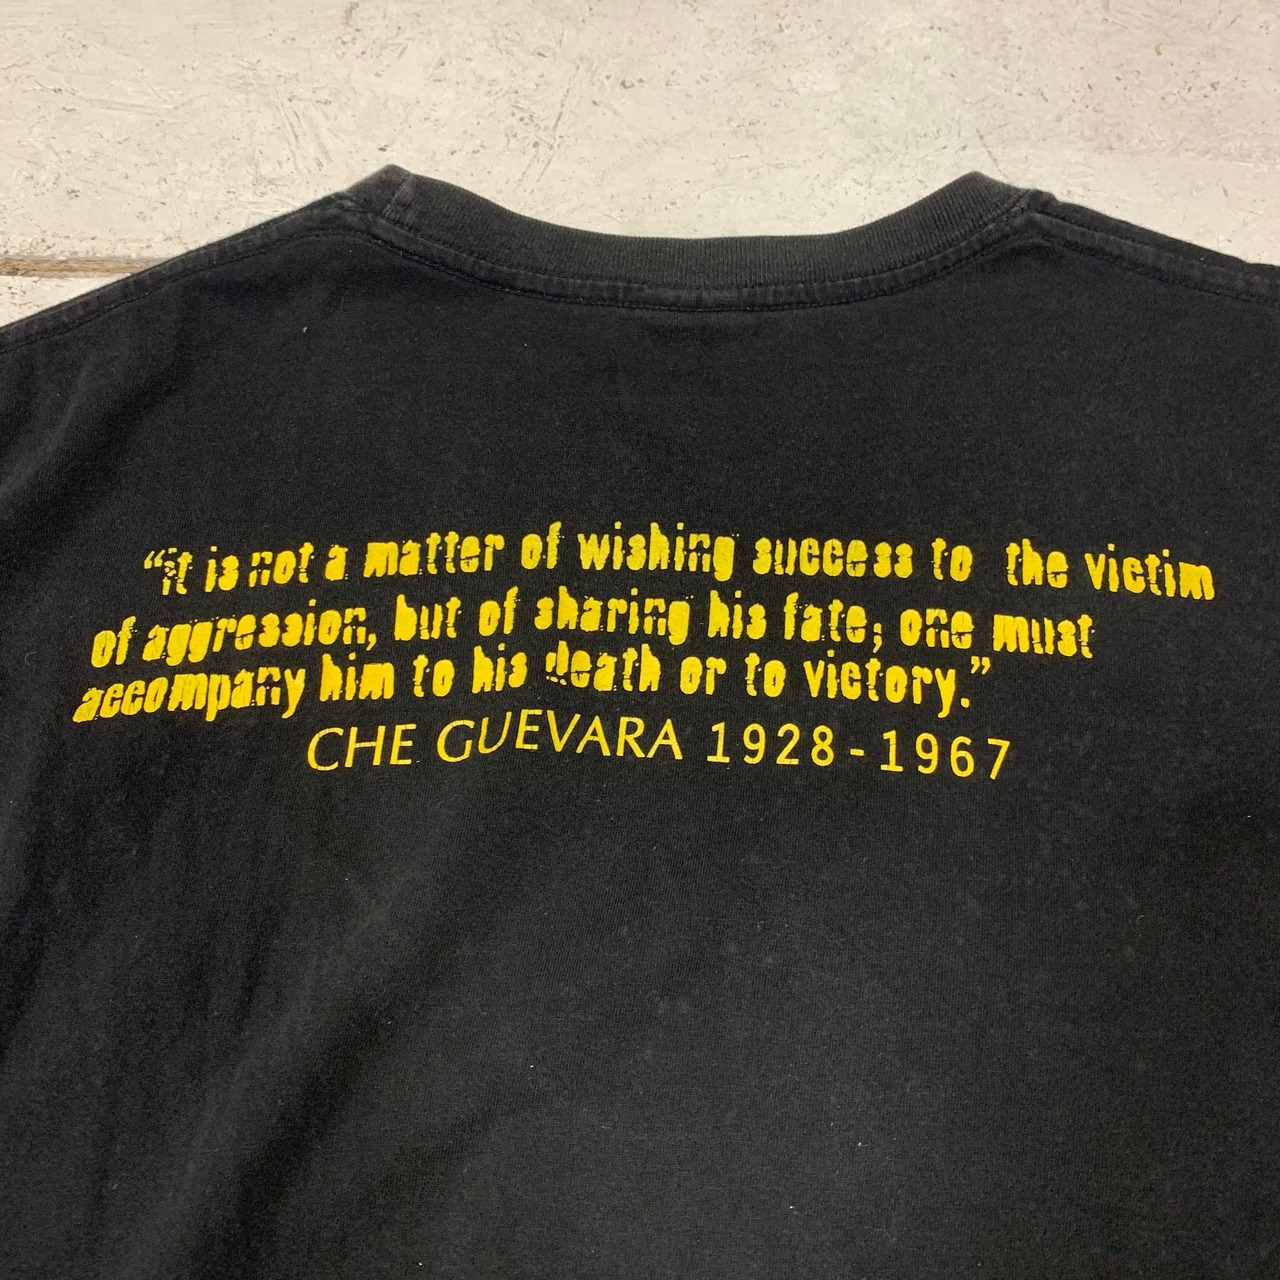 “it is not a matter of wishing success to the victim
of aggression, but of sharing his fate; one must
accompany him to his death or to victory.”
CHE GUEVARA 1928-1967